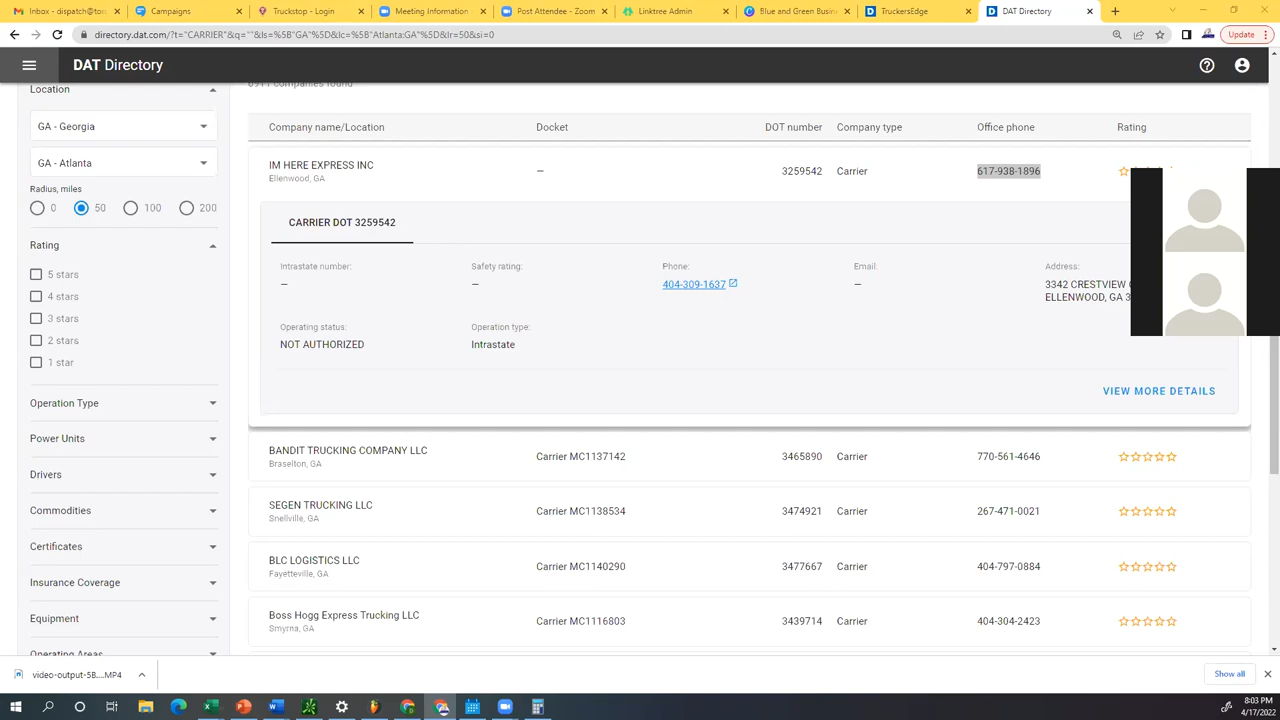 Inbox - dispatch@tov
Campaigns
Truckstop - Login
Meeting Information -
Post Attendee - Zoom
Linktree Admin
Blue and Green Busin
TruckersEdge
DAT Directory
directory.dat.com/?t="CARRIER"&q=""&ls=%5B"GA"%5D&lc=%5B"Atlanta:GA"%5D&lr=50&si=0
Update
DAT Directory
6911 companies found
Location
GA - Georgia
GA - Atlanta
Radius, miles
0 50 100 200
Rating
5 stars
4 stars
3 stars
2 stars
1 star
Operation Type
Power Units
Drivers
Commodities
Certificates
Insurance Coverage
Equipment
Operating Areas
Company name/Location Docket DOT number Company type Office phone Rating
IM HERE EXPRESS INC — 3259542 Carrier 617-938-1896
Ellenwood, GA
CARRIER DOT 3259542
Intrastate number: Safety rating: Phone: Email: Address:
— — 404-309-1637 — 3342 CRESTVIEW
ELLENWOOD, GA 3
Operating status: Operation type:
NOT AUTHORIZED Intrastate
VIEW MORE DETAILS
BANDIT TRUCKING COMPANY LLC Carrier MC1137142 3465890 Carrier 770-561-4646
Braselton, GA
SEGEN TRUCKING LLC Carrier MC1138534 3474921 Carrier 267-471-0021
Snellville, GA
BLC LOGISTICS LLC Carrier MC1140290 3477667 Carrier 404-797-0884
Fayetteville, GA
Boss Hogg Express Trucking LLC Carrier MC1116803 3439714 Carrier 404-304-2423
Smyrna, GA
video-output-5B....MP4
Show all
8:03 PM
4/17/2022